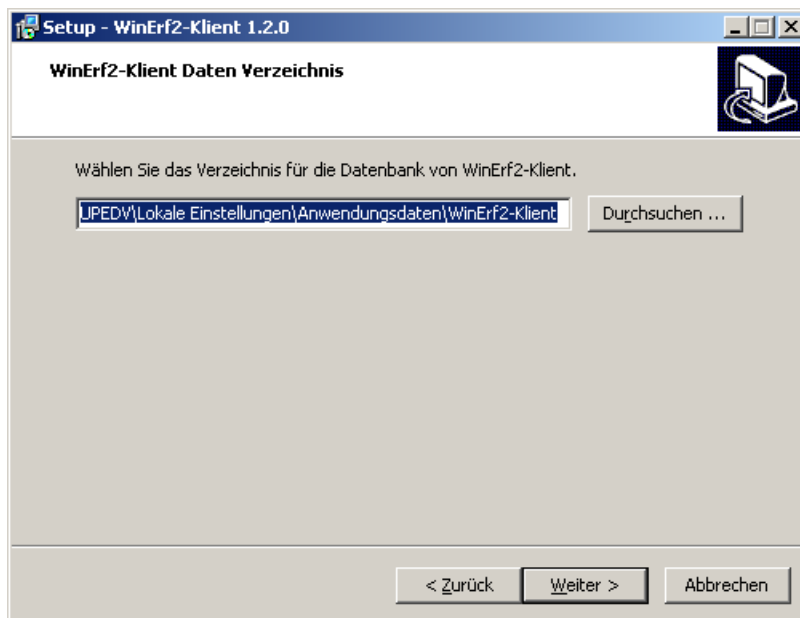 Setup - WinErf2-Klient 1.2.0
WinErf2-Klient Daten Verzeichnis
Wählen Sie das Verzeichnis für die Datenbank von WinErf2-Klient.
UPEDV\Lokale Einstellungen\Anwendungsdaten\WinErf2-Klient
Durchsuchen ...
< Zurück
Weiter >
Abbrechen